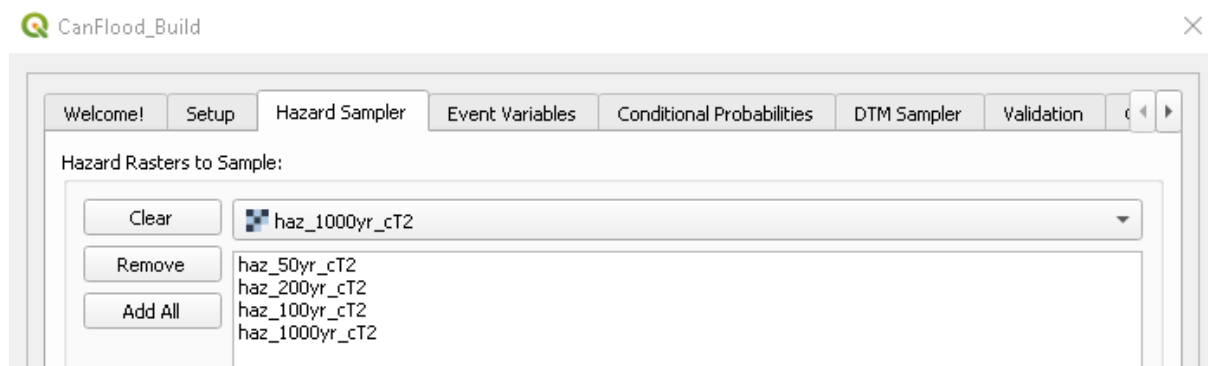 CanFlood_Build
Welcome! Setup Hazard Sampler Event Variables Conditional Probabilities DTM Sampler Validation
Hazard Rasters to Sample:
Clear haz_1000yr_cT2
Remove haz_50yr_cT2
haz_200yr_cT2
Add All haz_100yr_cT2
haz_1000yr_cT2